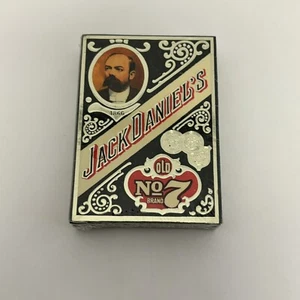 1866
JACK DANIEL'S
OLD
No 7
BRAND